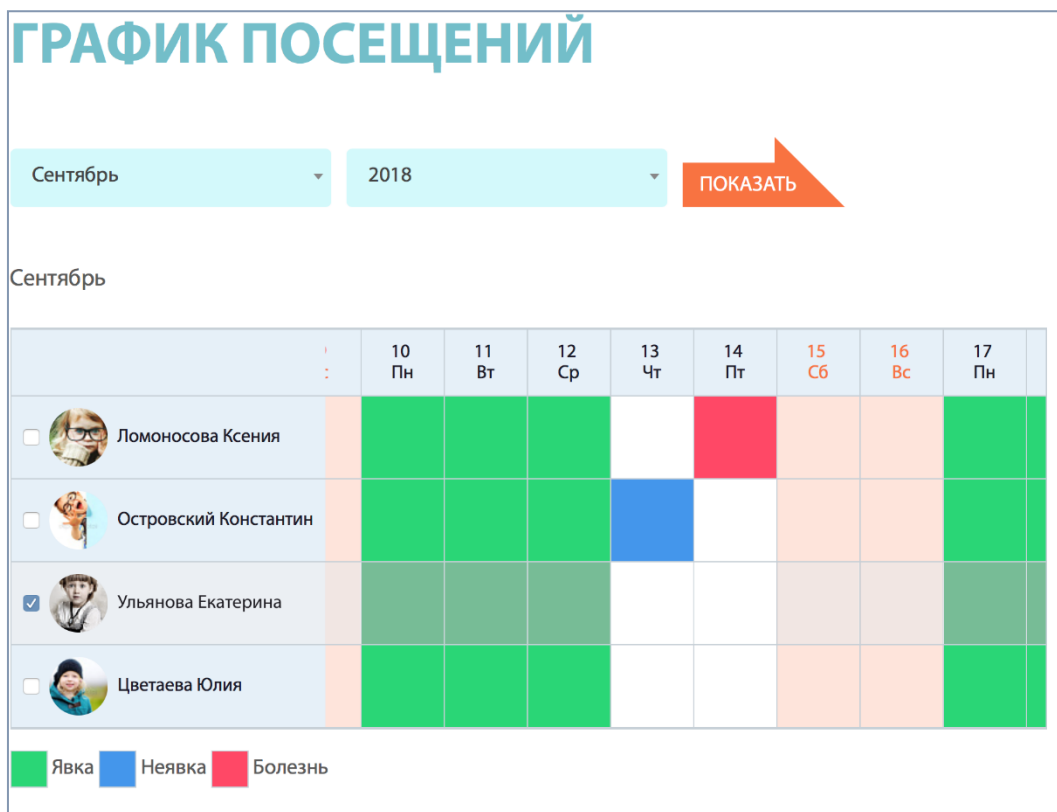 ГРАФИК ПОСЕЩЕНИЙ
Сентябрь 2018 ПОКАЗАТЬ
Сентябрь
10 11 12 13 14 15 16 17
Пн Вт Ср Чт Пт Сб Вс Пн
Ломоносова Ксения
Островский Константин
Ульянова Екатерина
Цветаева Юлия
Явка Неявка Болезнь